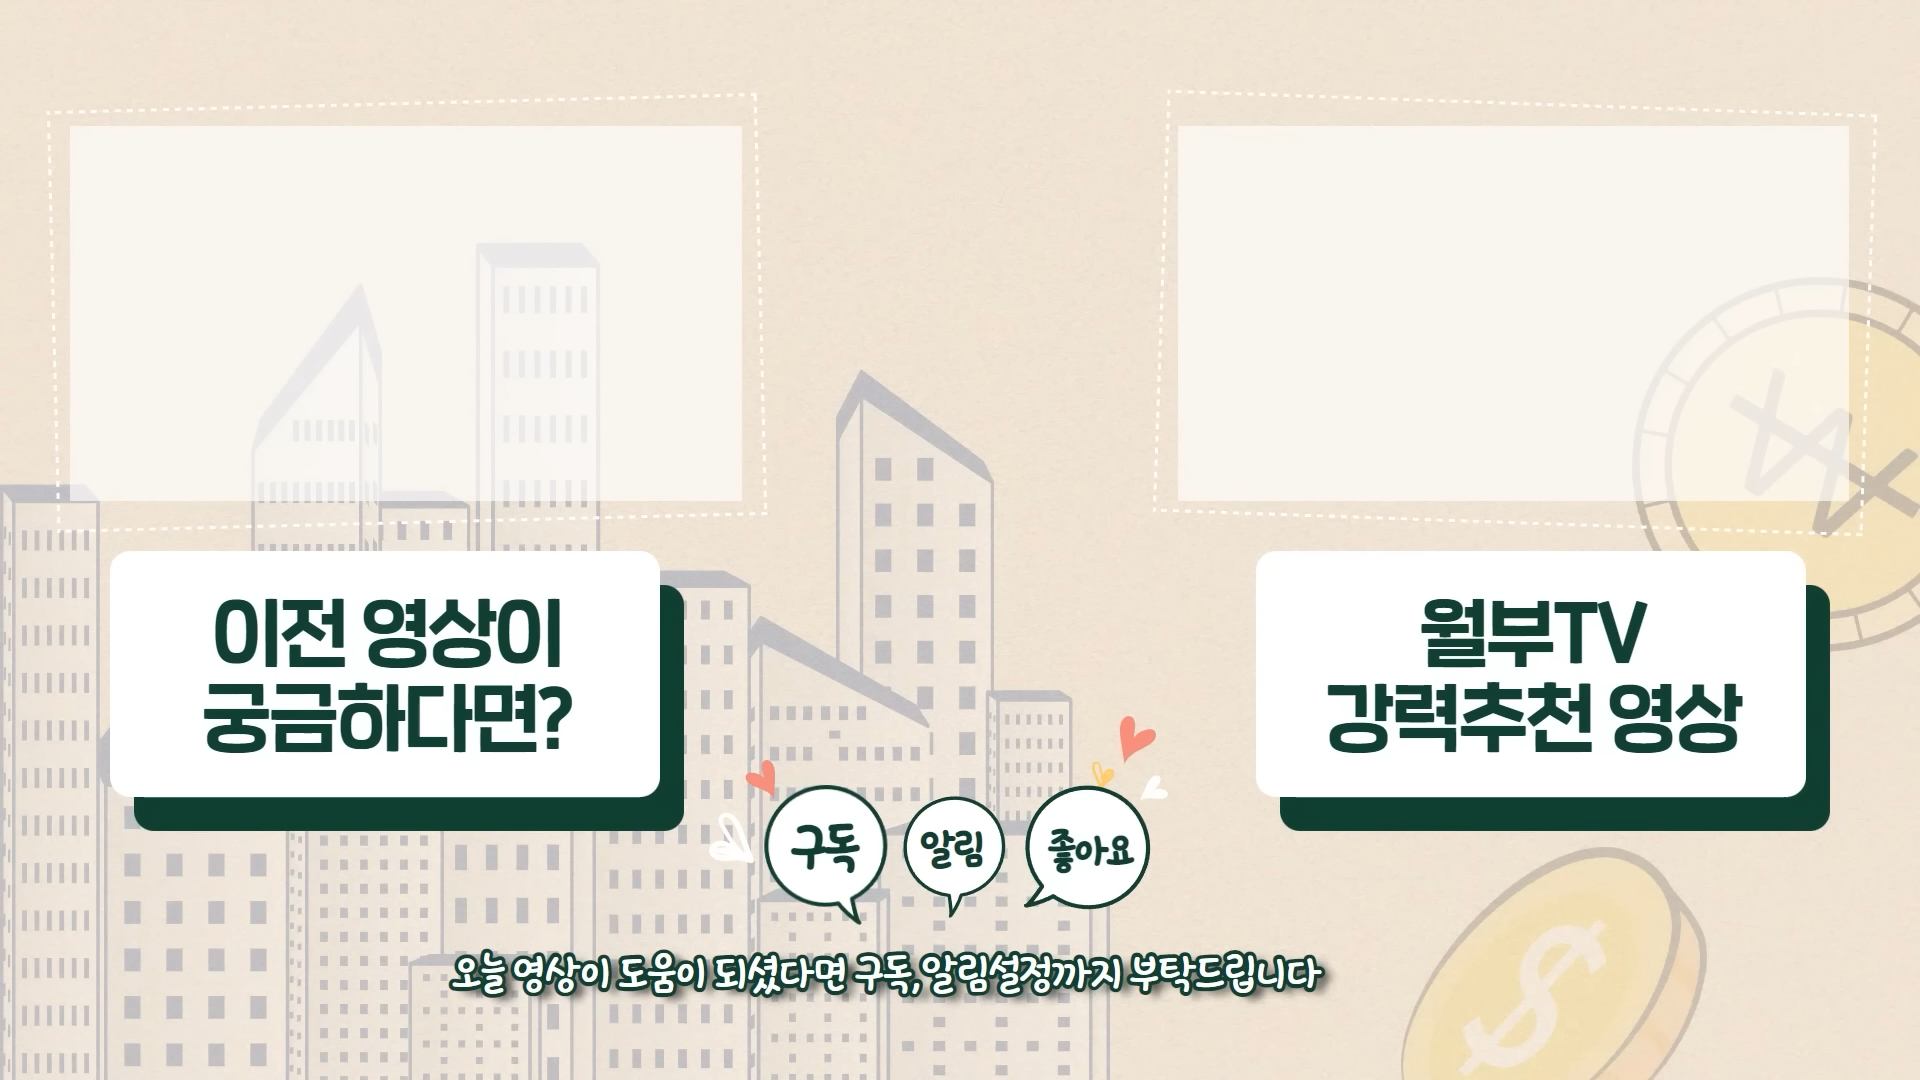 이전 영상이
궁금하다면?
월부TV
강력추천 영상
구독
알림
좋아요
오늘 영상이 도움이 되셨다면 구독,알림설정까지 부탁드립니다